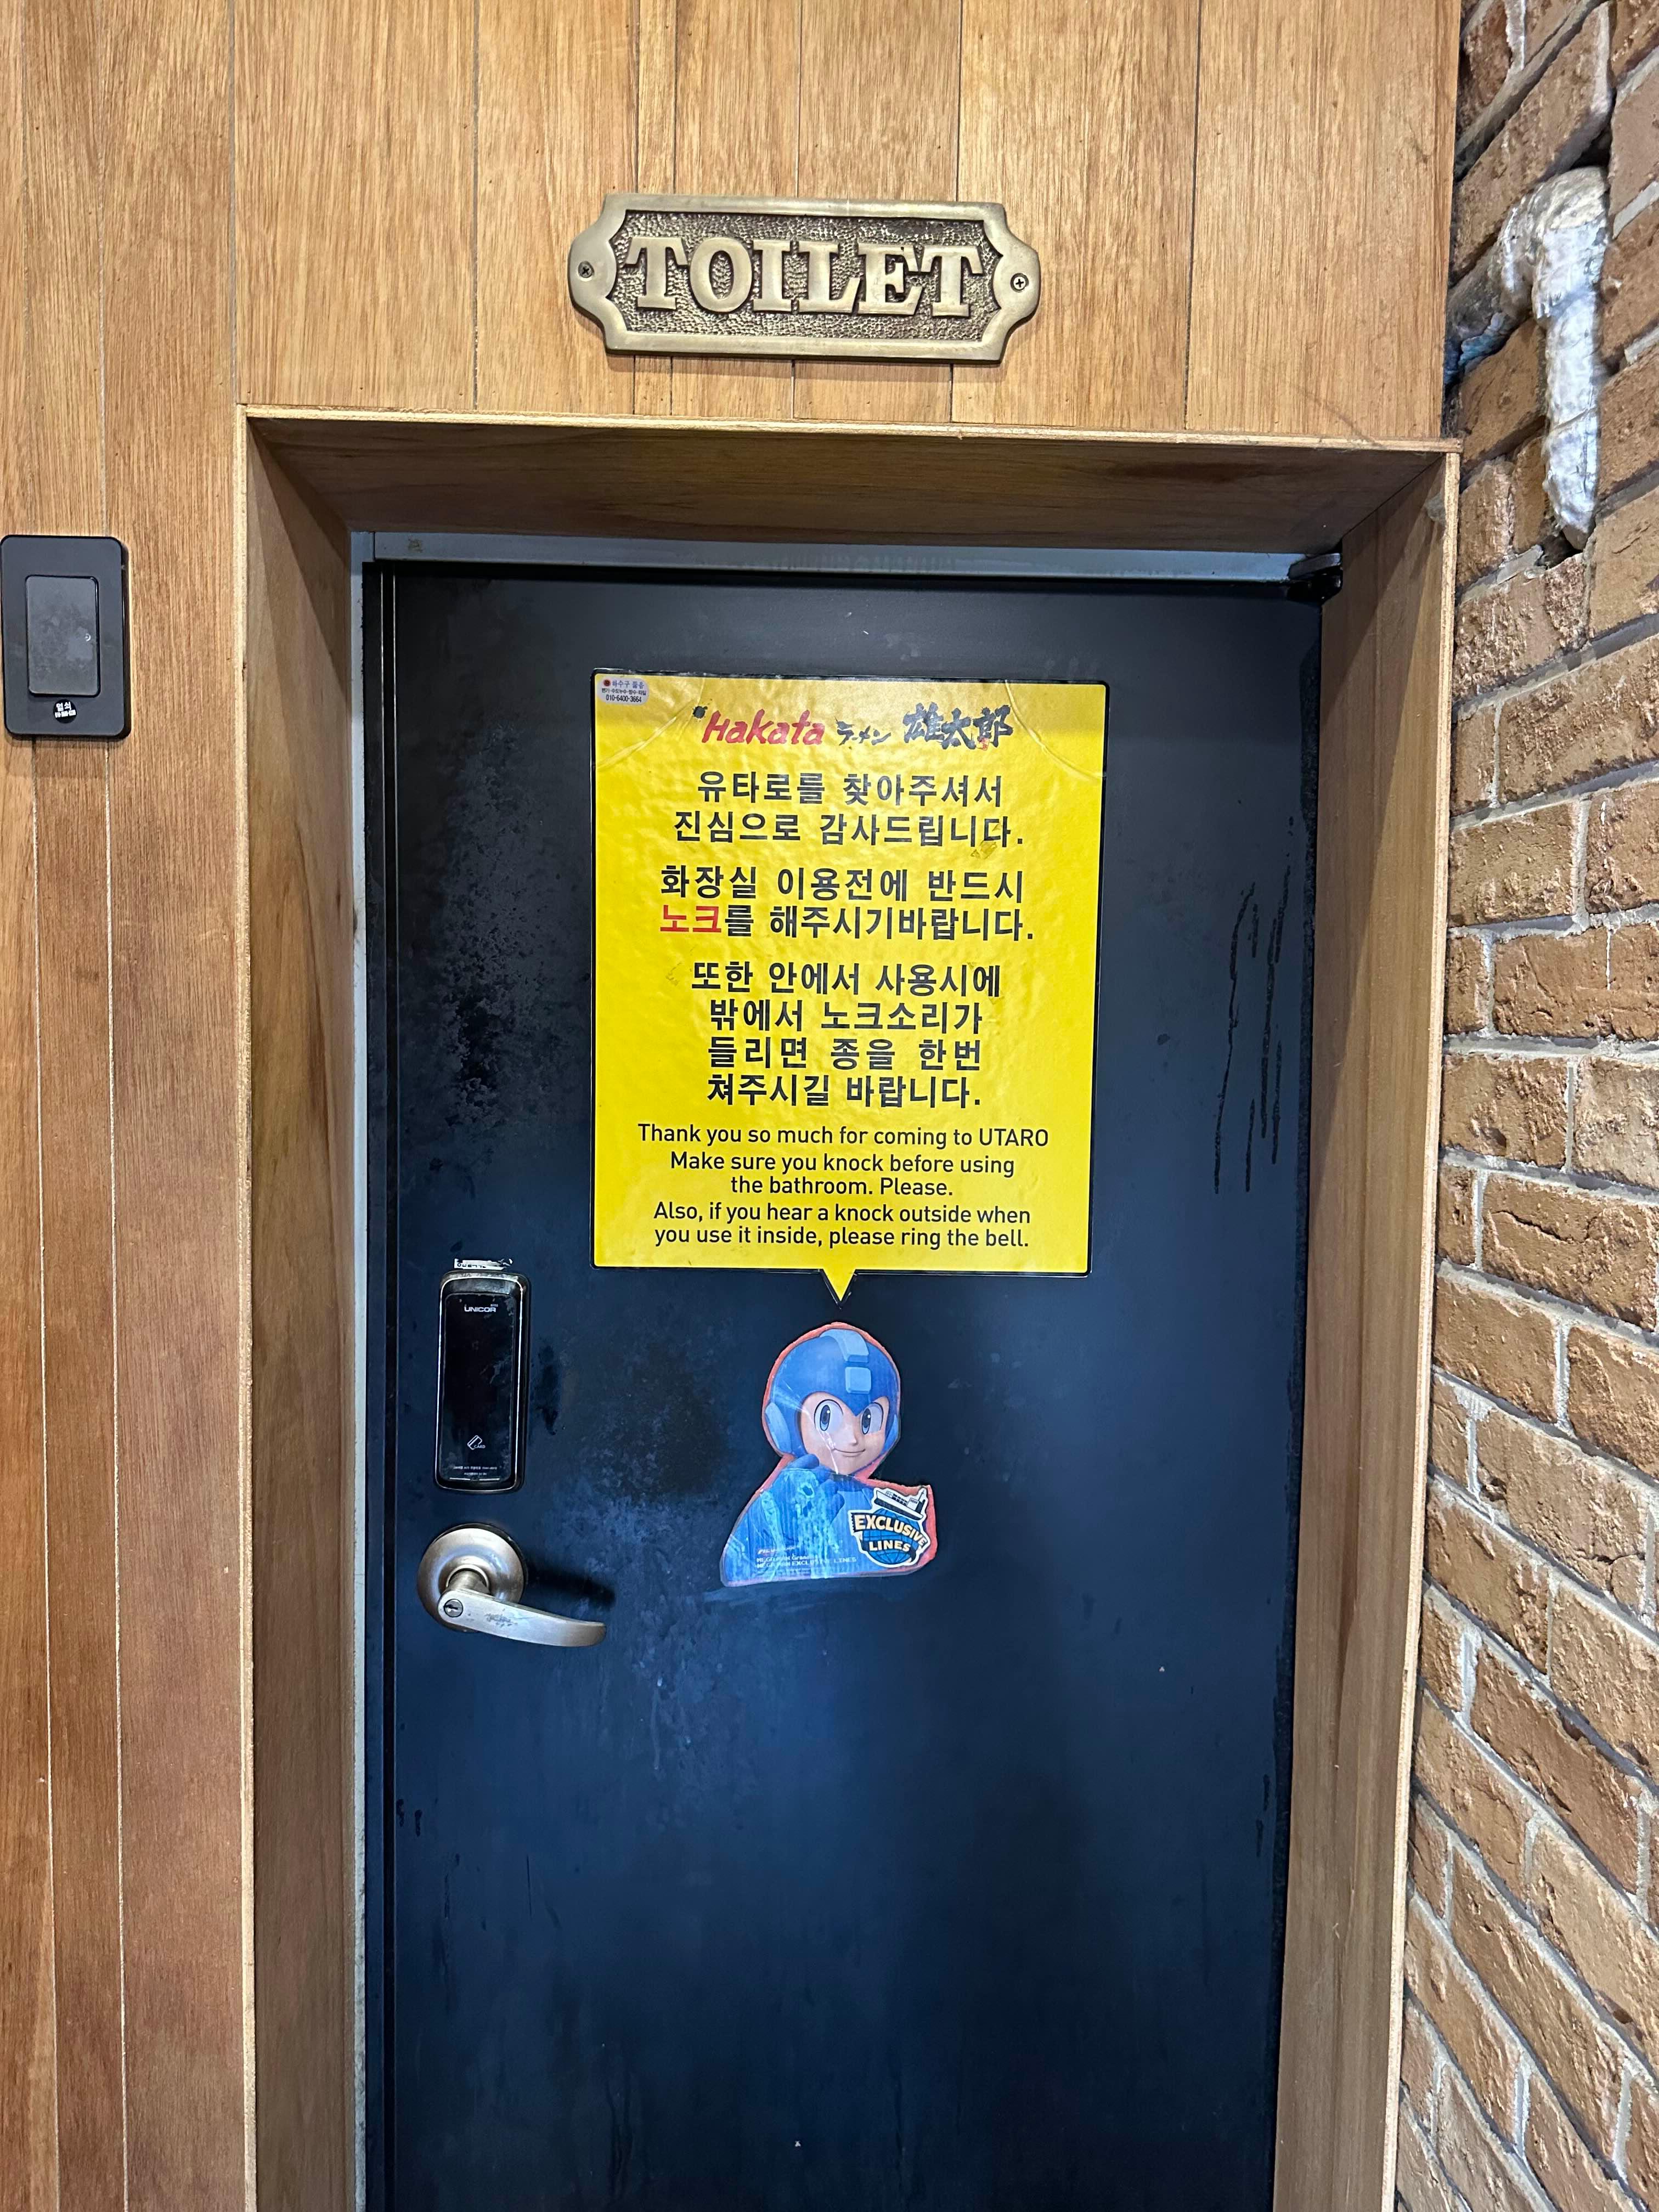 TOILET
010-6400-3664
Hakata ラーメン 雄太郎
유타로를 찾아주셔서
진심으로 감사드립니다.
화장실 이용전에 반드시
노크를 해주시기바랍니다.
또한 안에서 사용시에
밖에서 노크소리가
들리면 종을 한번
쳐주시길 바랍니다.
Thank you so much for coming to UTARO
Make sure you knock before using
the bathroom. Please.
Also, if you hear a knock outside when
you use it inside, please ring the bell.
UNICOR
CARD
EXCLUSIVE
LINES